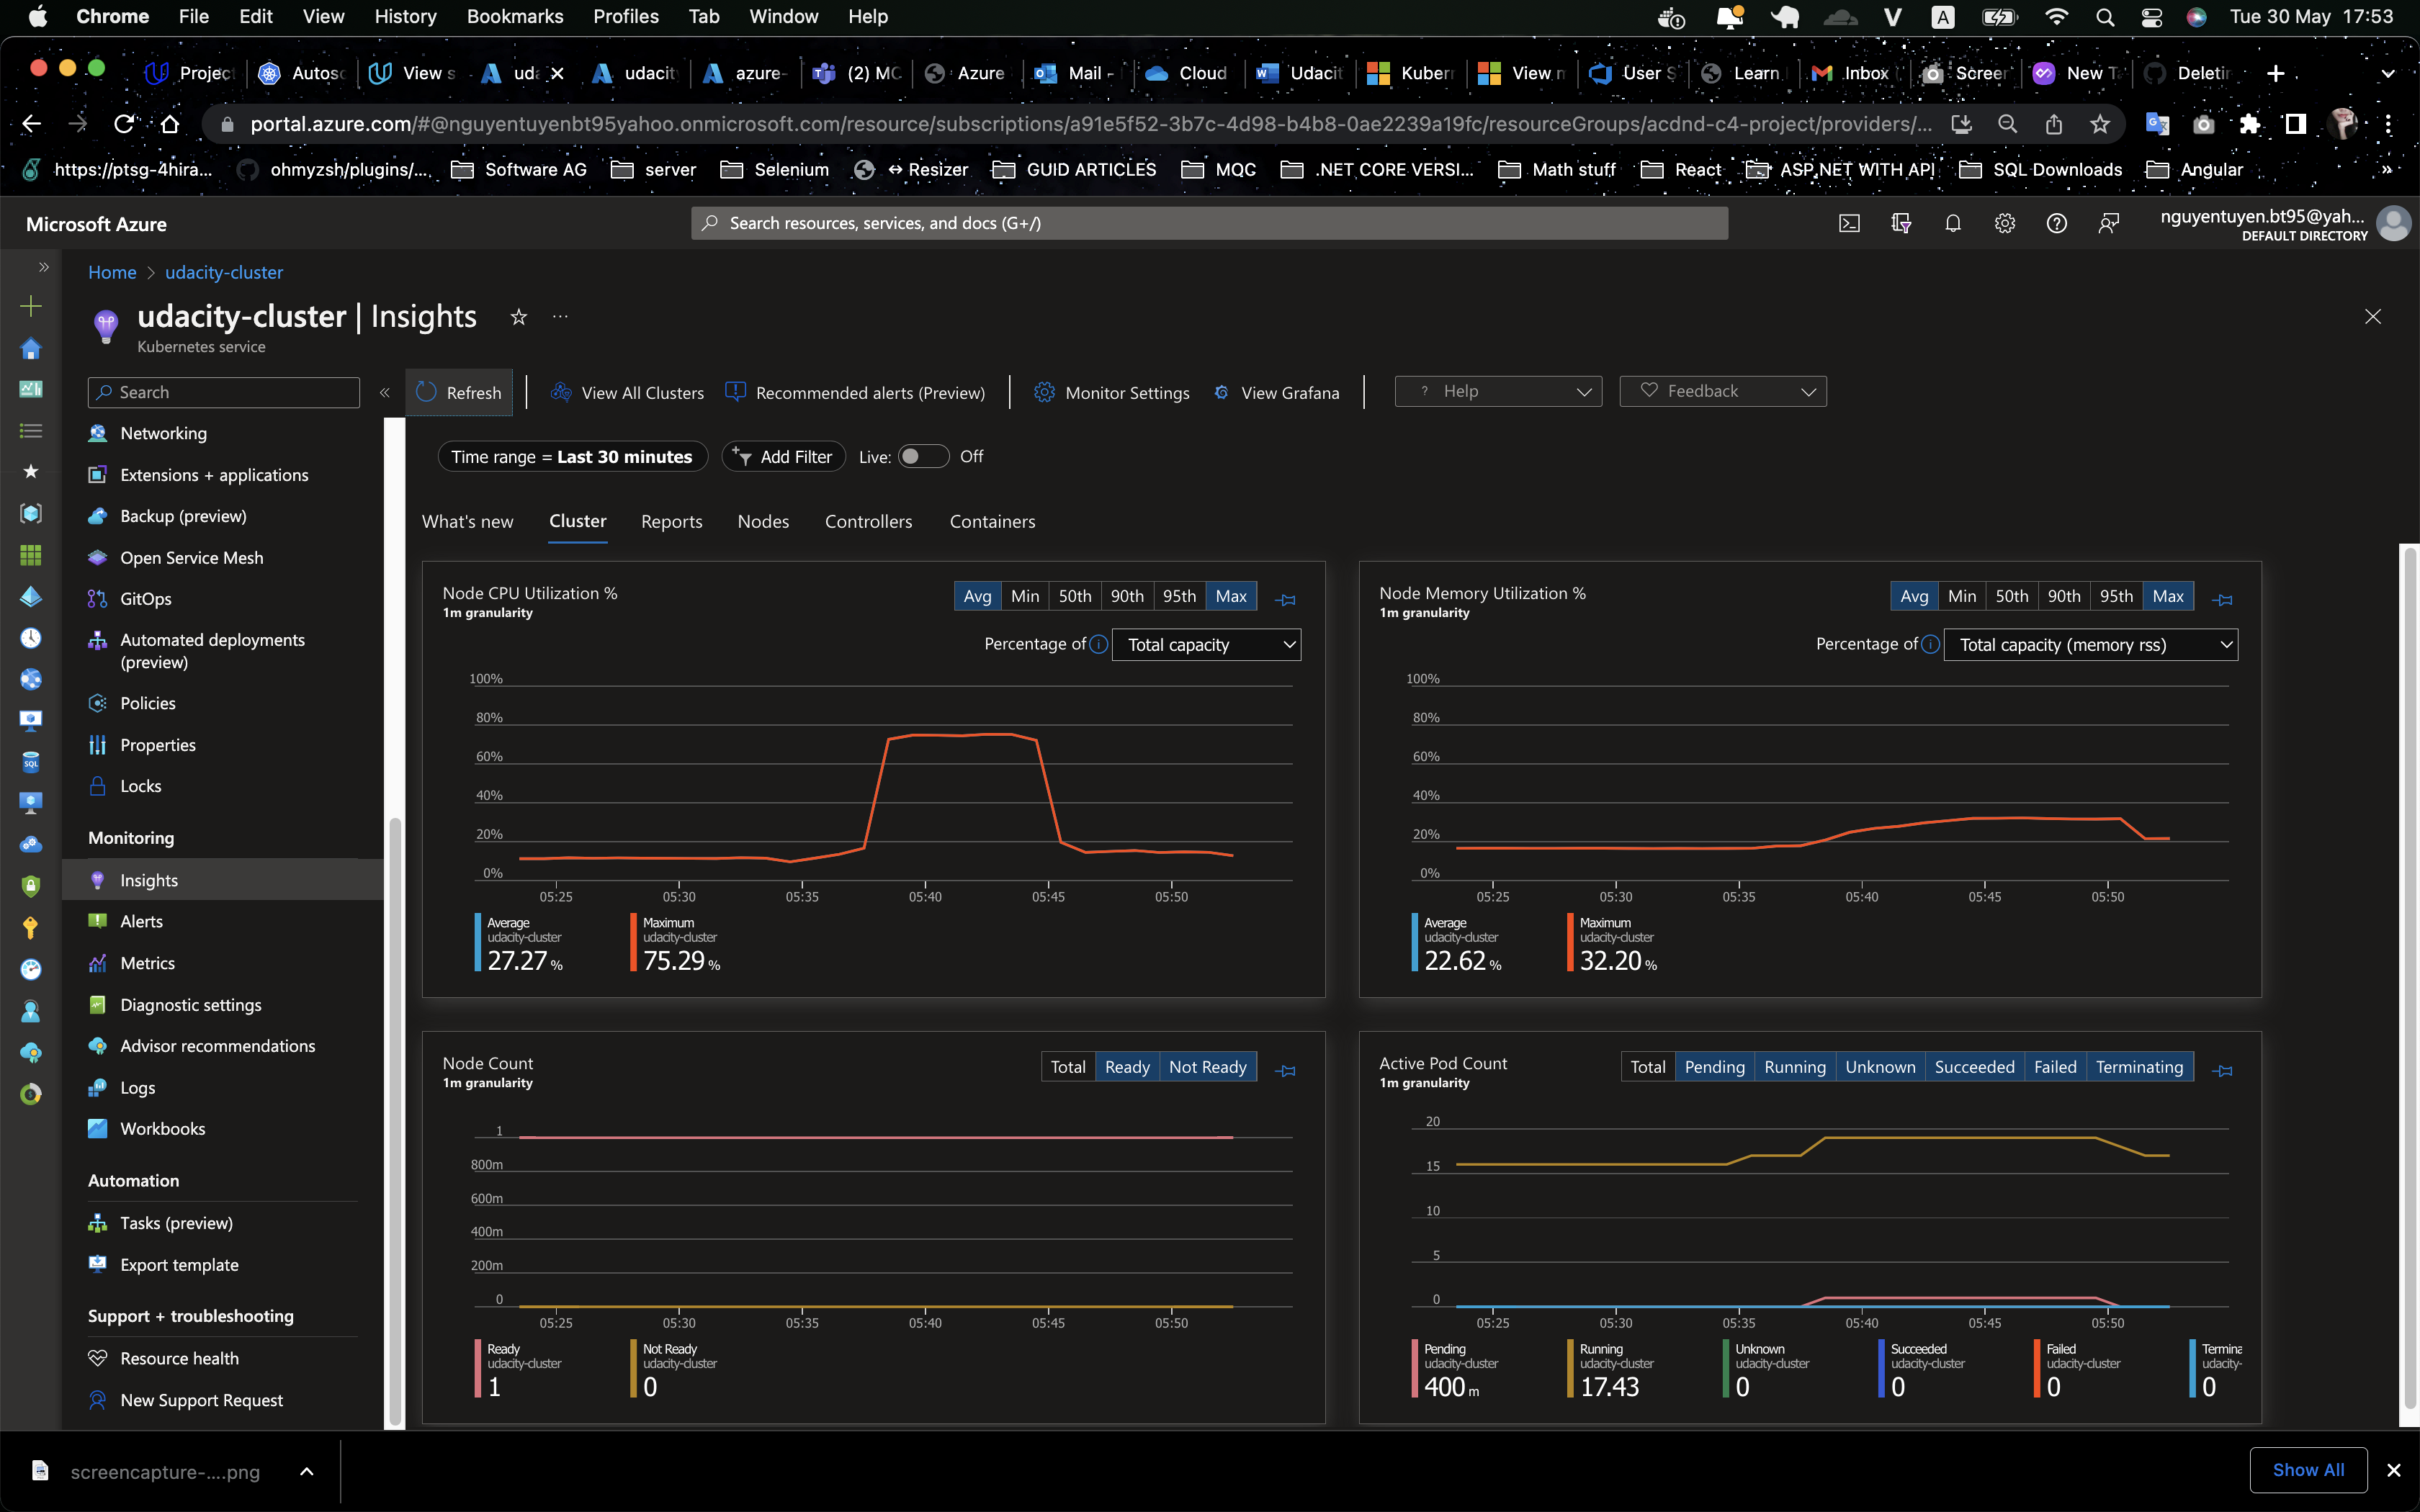 Chrome File Edit View History Bookmarks Profiles Tab Window Help
V A Tue 30 May 17:53
Projec Autosc View s uda udacity azure- (2) MC Azure Mail - Cloud Udacit Kubern View m User S Learn Inbox Screen New Ta Deletin
portal.azure.com/#@nguyentuyenbt95yahoo.onmicrosoft.com/resource/subscriptions/a91e5f52-3b7c-4d98-b4b8-0ae2239a19fc/resourceGroups/acdnd-c4-project/providers/...
https://ptsg-4hira... ohmyzsh/plugins/... Software AG server Selenium ↔ Resizer GUID ARTICLES MQC .NET CORE VERSI... Math stuff React ASP.NET WITH API SQL Downloads Angular »
Microsoft Azure
Search resources, services, and docs (G+/)
nguyentuyen.bt95@yah...
DEFAULT DIRECTORY
Home > udacity-cluster
udacity-cluster | Insights
Kubernetes service
Search
Refresh View All Clusters Recommended alerts (Preview) Monitor Settings View Grafana ? Help Feedback
Time range = Last 30 minutes Add Filter Live: Off
What's new Cluster Reports Nodes Controllers Containers
Networking
Extensions + applications
Backup (preview)
Open Service Mesh
GitOps
Automated deployments
(preview)
Policies
Properties
Locks
Monitoring
Insights
Alerts
Metrics
Diagnostic settings
Advisor recommendations
Logs
Workbooks
Automation
Tasks (preview)
Export template
Support + troubleshooting
Resource health
New Support Request
SQL
Node CPU Utilization %
1m granularity
Avg Min 50th 90th 95th Max
Percentage of Total capacity
100%
80%
60%
40%
20%
0%
05:25 05:30 05:35 05:40 05:45 05:50
Average Maximum
udacity-cluster udacity-cluster
27.27 % 75.29 %
Node Memory Utilization %
1m granularity
Avg Min 50th 90th 95th Max
Percentage of Total capacity (memory rss)
100%
80%
60%
40%
20%
0%
05:25 05:30 05:35 05:40 05:45 05:50
Average Maximum
udacity-cluster udacity-cluster
22.62 % 32.20 %
Node Count
1m granularity
Total Ready Not Ready
1
800m
600m
400m
200m
0
05:25 05:30 05:35 05:40 05:45 05:50
Ready Not Ready
udacity-cluster udacity-cluster
1 0
Active Pod Count
1m granularity
Total Pending Running Unknown Succeeded Failed Terminating
20
15
10
5
0
05:25 05:30 05:35 05:40 05:45 05:50
Pending Running Unknown Succeeded Failed Termina
udacity-cluster udacity-cluster udacity-cluster udacity-cluster udacity-cluster udacity-
400 m 17.43 0 0 0 0
screencapture-....png
Show All